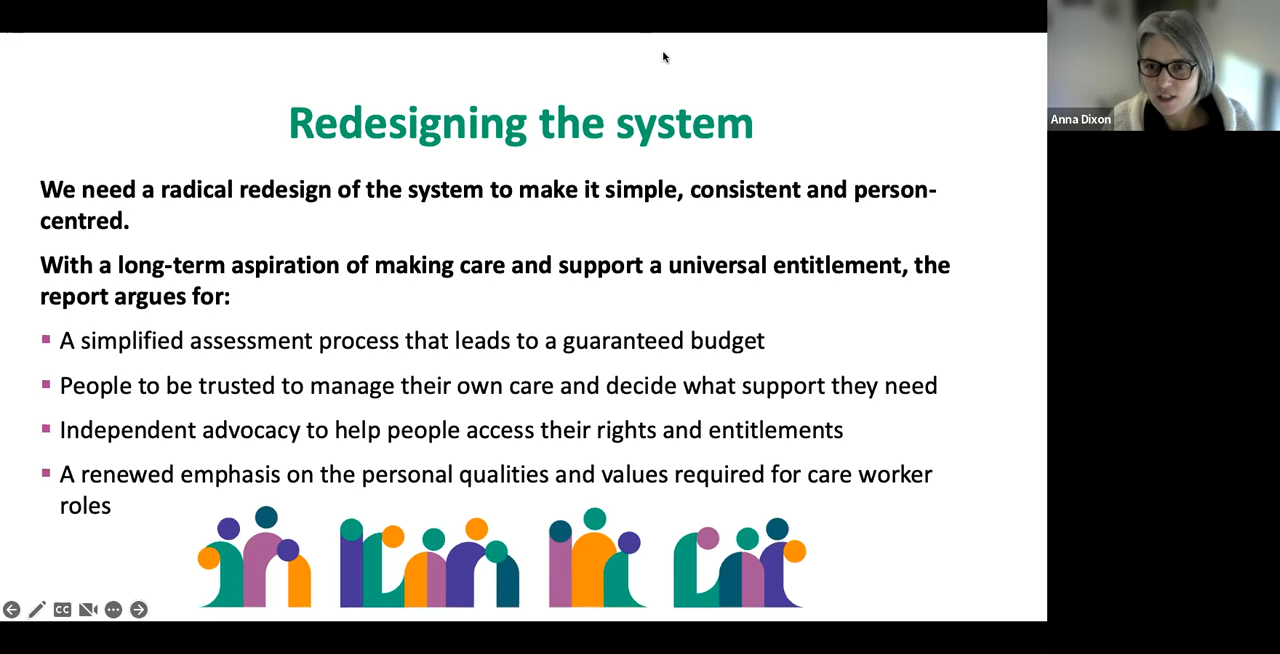 Redesigning the system
We need a radical redesign of the system to make it simple, consistent and person-
centred.
With a long-term aspiration of making care and support a universal entitlement, the
report argues for:
▪ A simplified assessment process that leads to a guaranteed budget
▪ People to be trusted to manage their own care and decide what support they need
▪ Independent advocacy to help people access their rights and entitlements
▪ A renewed emphasis on the personal qualities and values required for care worker
roles
Anna Dixon
CC